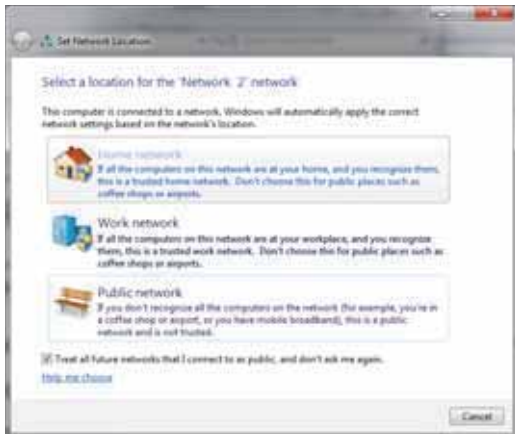 Set Network Location
Select a location for the 'Network 2' network
This computer is connected to a network. Windows will automatically apply the correct
network settings based on the network's location.
Home network
If all the computers on this network are at your home, and you recognize them,
this is a trusted home network. Don't choose this for public places such as
coffee shops or airports.
Work network
If all the computers on this network are at your workplace, and you recognize
them, this is a trusted work network. Don't choose this for public places such as
coffee shops or airports.
Public network
If you don't recognize all the computers on the network (for example, you're in
a coffee shop or airport, or you have mobile broadband), this is a public
network and is not trusted.
Treat all future networks that I connect to as public, and don't ask me again.
Help me choose
Cancel